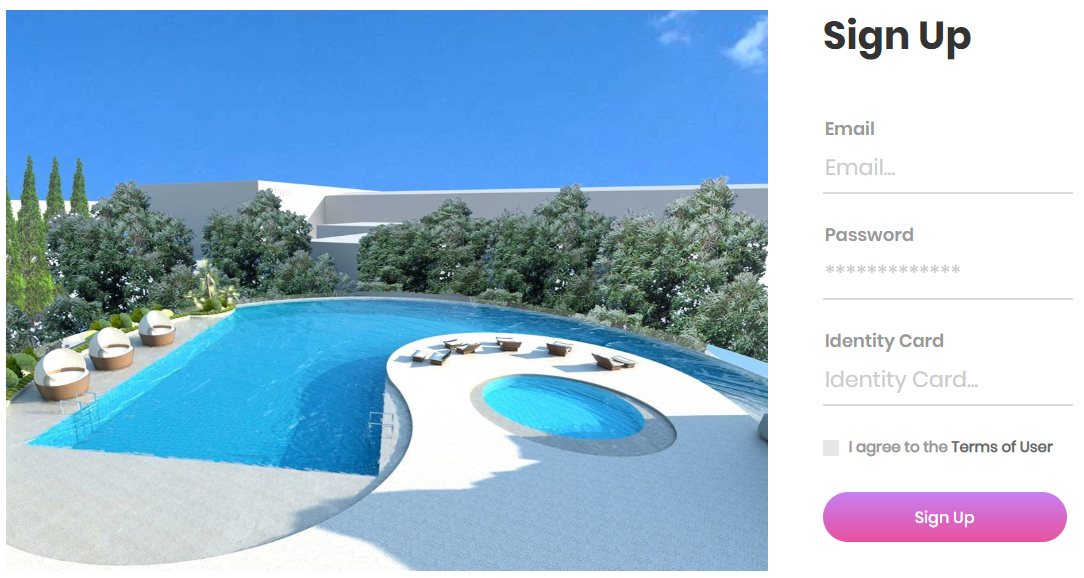 Sign Up
Email
Email...
Password
*************
Identity Card
Identity Card...
I agree to the Terms of User
Sign Up